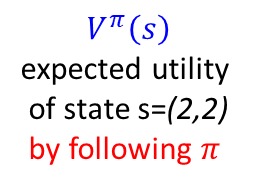 V^π(s)
expected utility
of state s=(2,2)
by following π